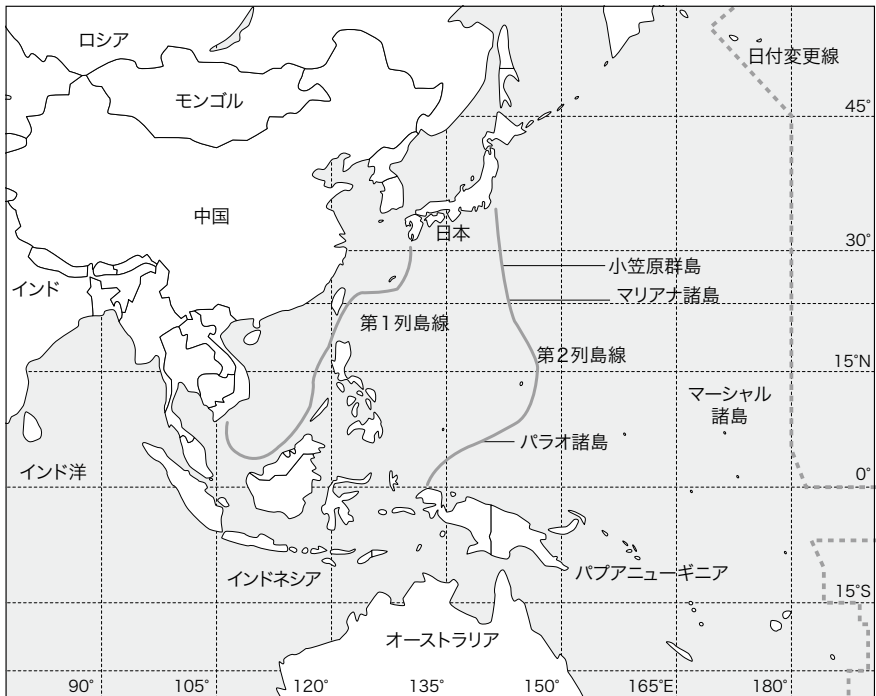 ロシア
日付変更線
モンゴル
45°
中国
日本
30°
小笠原群島
インド
マリアナ諸島
第1列島線
第2列島線
15°N
マーシャル
諸島
パラオ諸島
インド洋
0°
インドネシア
パプアニューギニア
15°S
オーストラリア
90°
105°
120°
135°
150°
165°E
180°